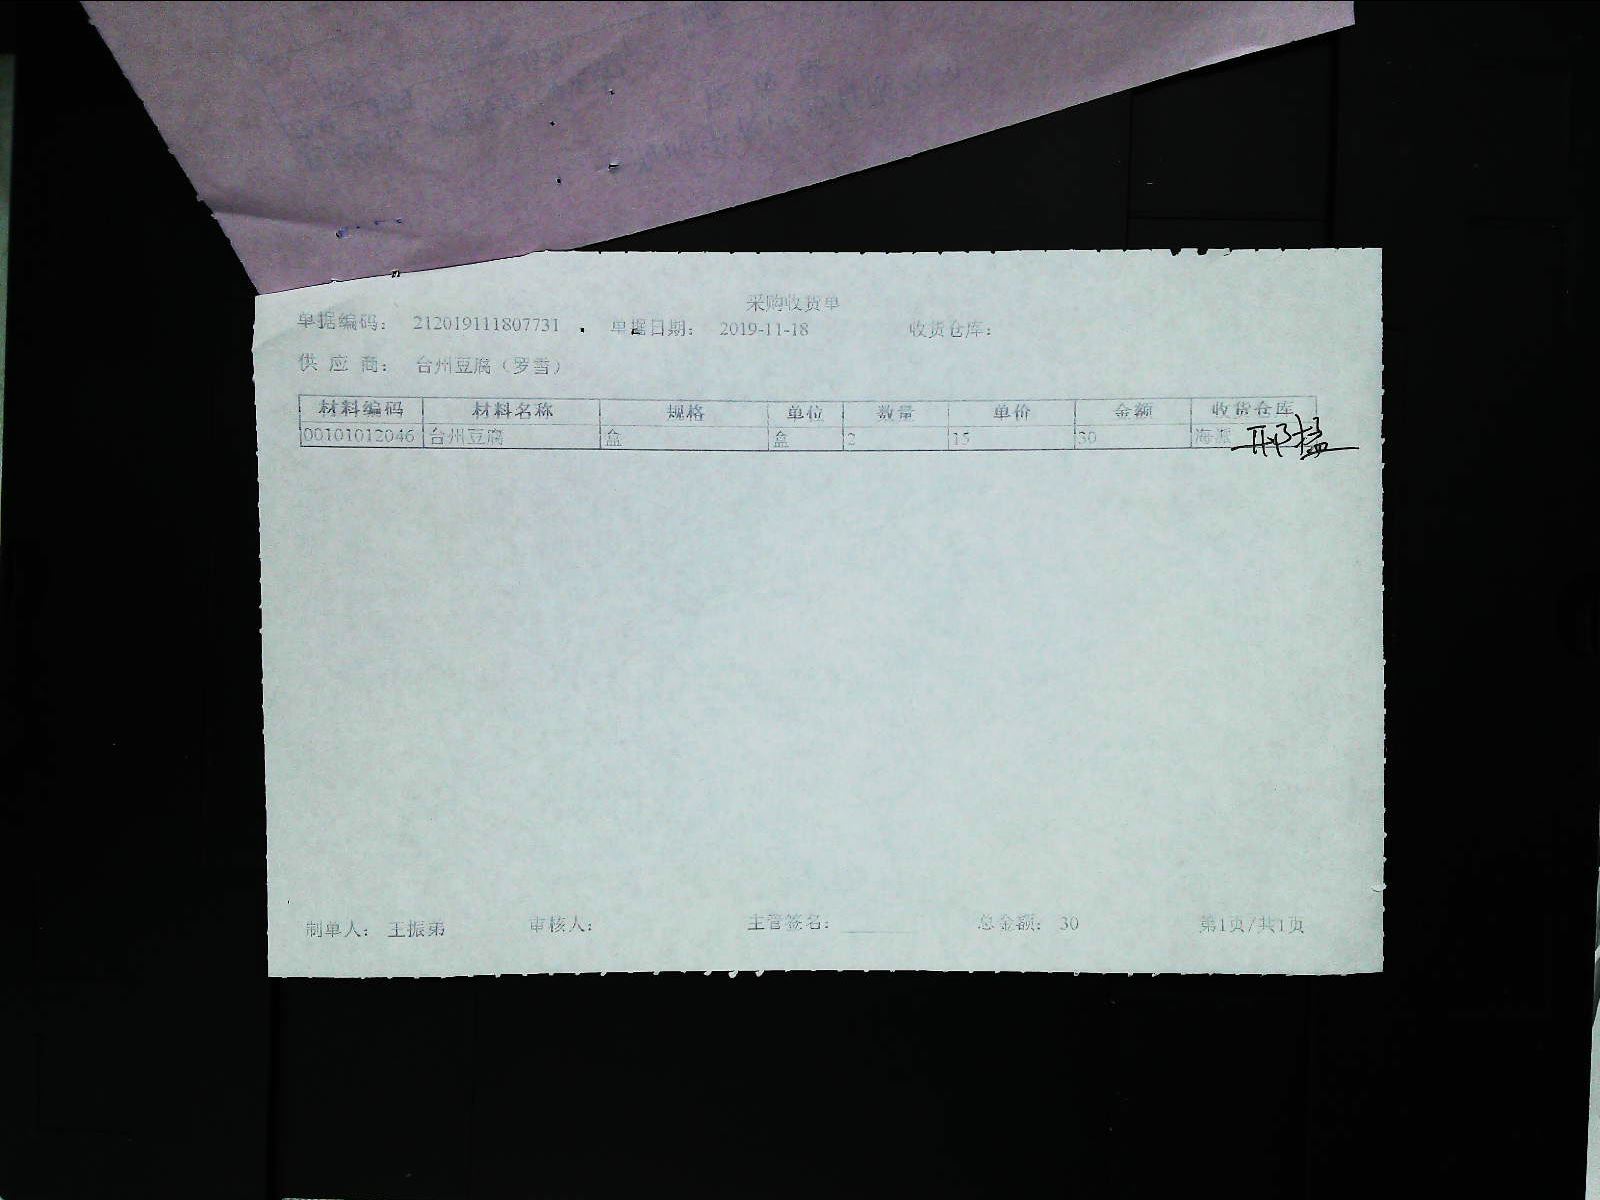 采购收货单
单据编码: 212019111807731 单据日期: 2019-11-18 收货仓库:
供应商: 台州豆腐（罗雪）
材料编码 材料名称 规格 单位 数量 单价 金额 收货仓库
00101012046 台州豆腐 盒 盒 2 15 30 海派
制单人: 王振弟 审核人: 主管签名: 总金额: 30 第1页/共1页